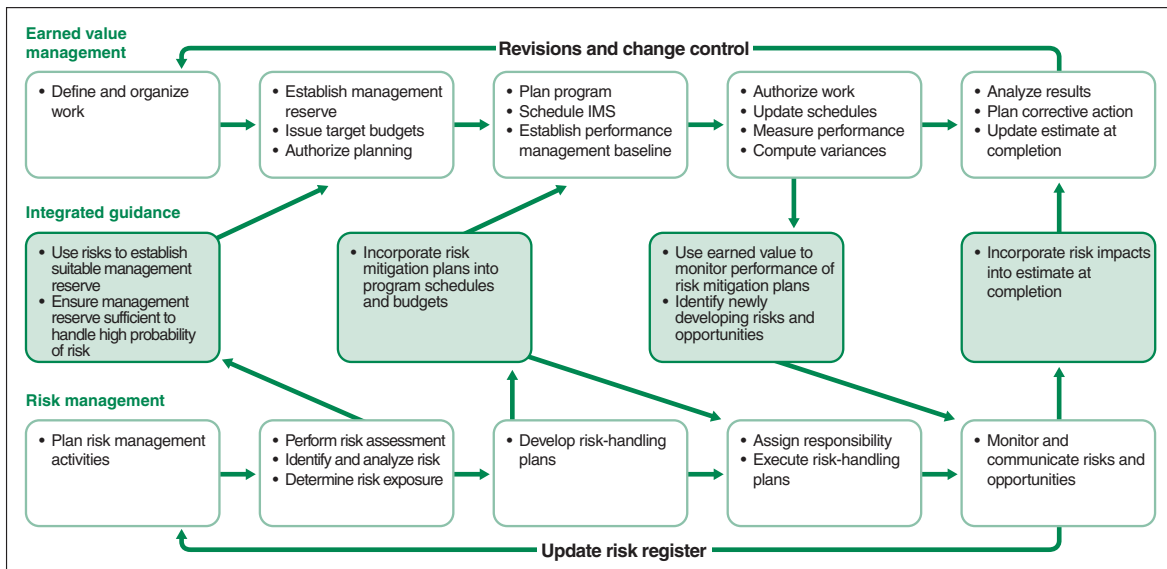 Earned value
management
Revisions and change control
• Define and organize
work
• Establish management
reserve
• Issue target budgets
• Authorize planning
• Plan program
• Schedule IMS
• Establish performance
management baseline
• Authorize work
• Update schedules
• Measure performance
• Compute variances
• Analyze results
• Plan corrective action
• Update estimate at
completion
Integrated guidance
• Use risks to establish
suitable management
reserve
• Ensure management
reserve sufficient to
handle high probability
of risk
• Incorporate risk
mitigation plans into
program schedules
and budgets
• Use earned value to
monitor performance of
risk mitigation plans
• Identify newly
developing risks and
opportunities
• Incorporate risk impacts
into estimate at
completion
Risk management
• Plan risk management
activities
• Perform risk assessment
• Identify and analyze risk
• Determine risk exposure
• Develop risk-handling
plans
• Assign responsibility
• Execute risk-handling
plans
• Monitor and
communicate risks and
opportunities
Update risk register